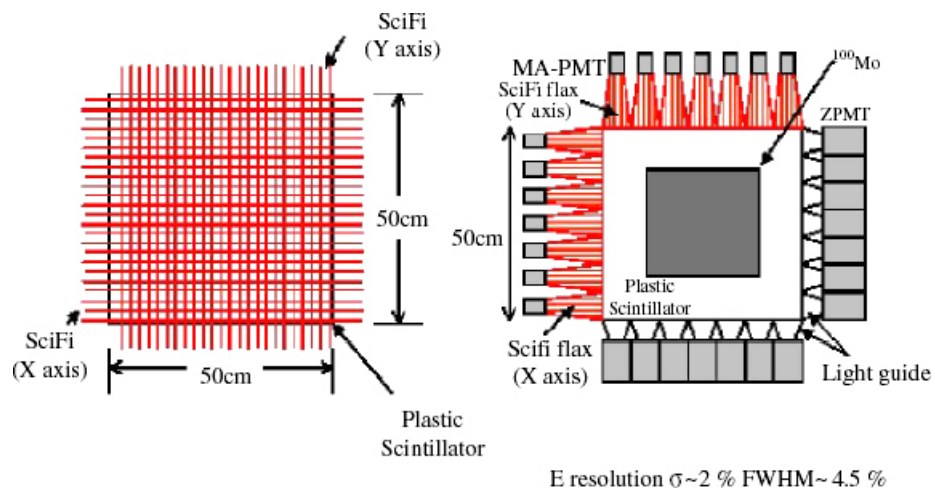 SciFi
(Y axis)
50cm
SciFi
(X axis)
50cm
Plastic
Scintillator
MA-PMT
SciFi flax
(Y axis)
¹⁰⁰Mo
ZPMT
50cm
Plastic
Scintillator
Scifi flax
(X axis)
Light guide
E resolution σ~2 % FWHM~ 4.5 %